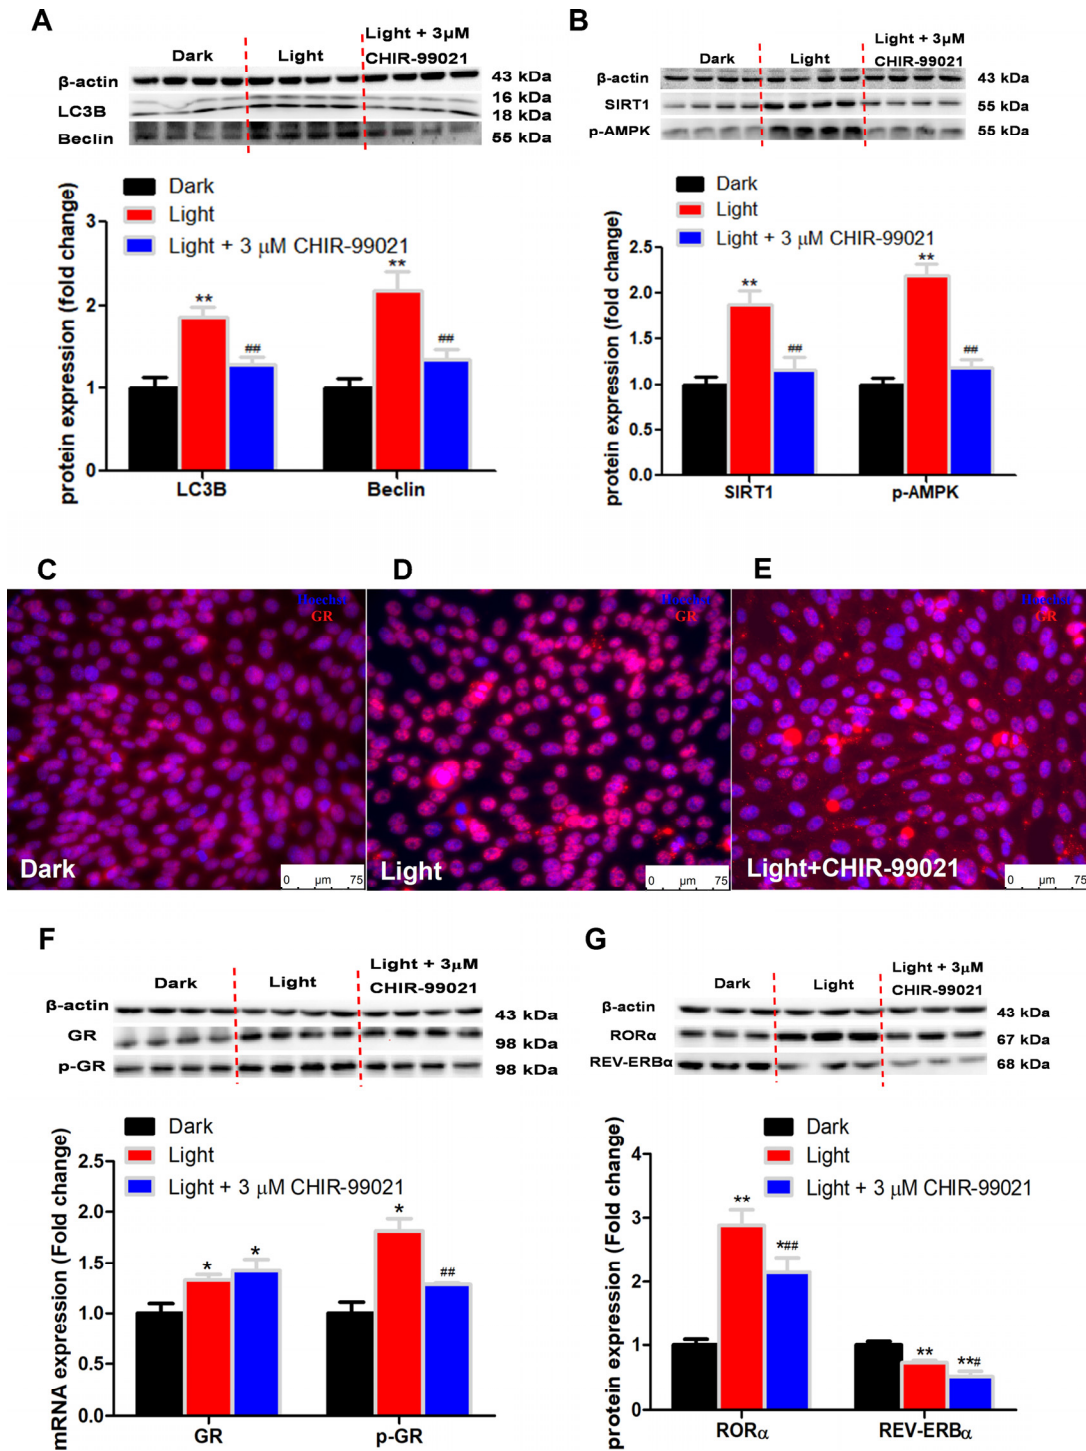 A
Dark
Light
Light + 3μM
CHIR-99021
β-actin
43 kDa
16 kDa
LC3B
18 kDa
Beclin
55 kDa
Dark
Light
Light + 3 μM CHIR-99021
protein expression (fold change)
3
2
1
0
**
##
**
##
LC3B
Beclin
B
Dark
Light
Light + 3μM
CHIR-99021
β-actin
43 kDa
SIRT1
55 kDa
p-AMPK
55 kDa
Dark
Light
Light + 3 μM CHIR-99021
protein expression (fold change)
2.5
2.0
1.5
1.0
0.5
0.0
**
##
**
##
SIRT1
p-AMPK
C
Hoechst
GR
Dark
0 μm 75
D
Hoechst
GR
Light
0 μm 75
E
Hoechst
GR
Light+CHIR-99021
0 μm 75
F
Dark
Light
Light + 3μM
CHIR-99021
β-actin
43 kDa
GR
98 kDa
p-GR
98 kDa
Dark
Light
Light + 3 μM CHIR-99021
mRNA expression (Fold change)
2.5
2.0
1.5
1.0
0.5
0.0
*
*
*
##
GR
p-GR
G
Dark
Light
Light + 3μM
CHIR-99021
β-actin
43 kDa
RORα
67 kDa
REV-ERBα
68 kDa
Dark
Light
Light + 3 μM CHIR-99021
protein expression (Fold change)
4
3
2
1
0
**
*##
**
**#
RORα
REV-ERBα